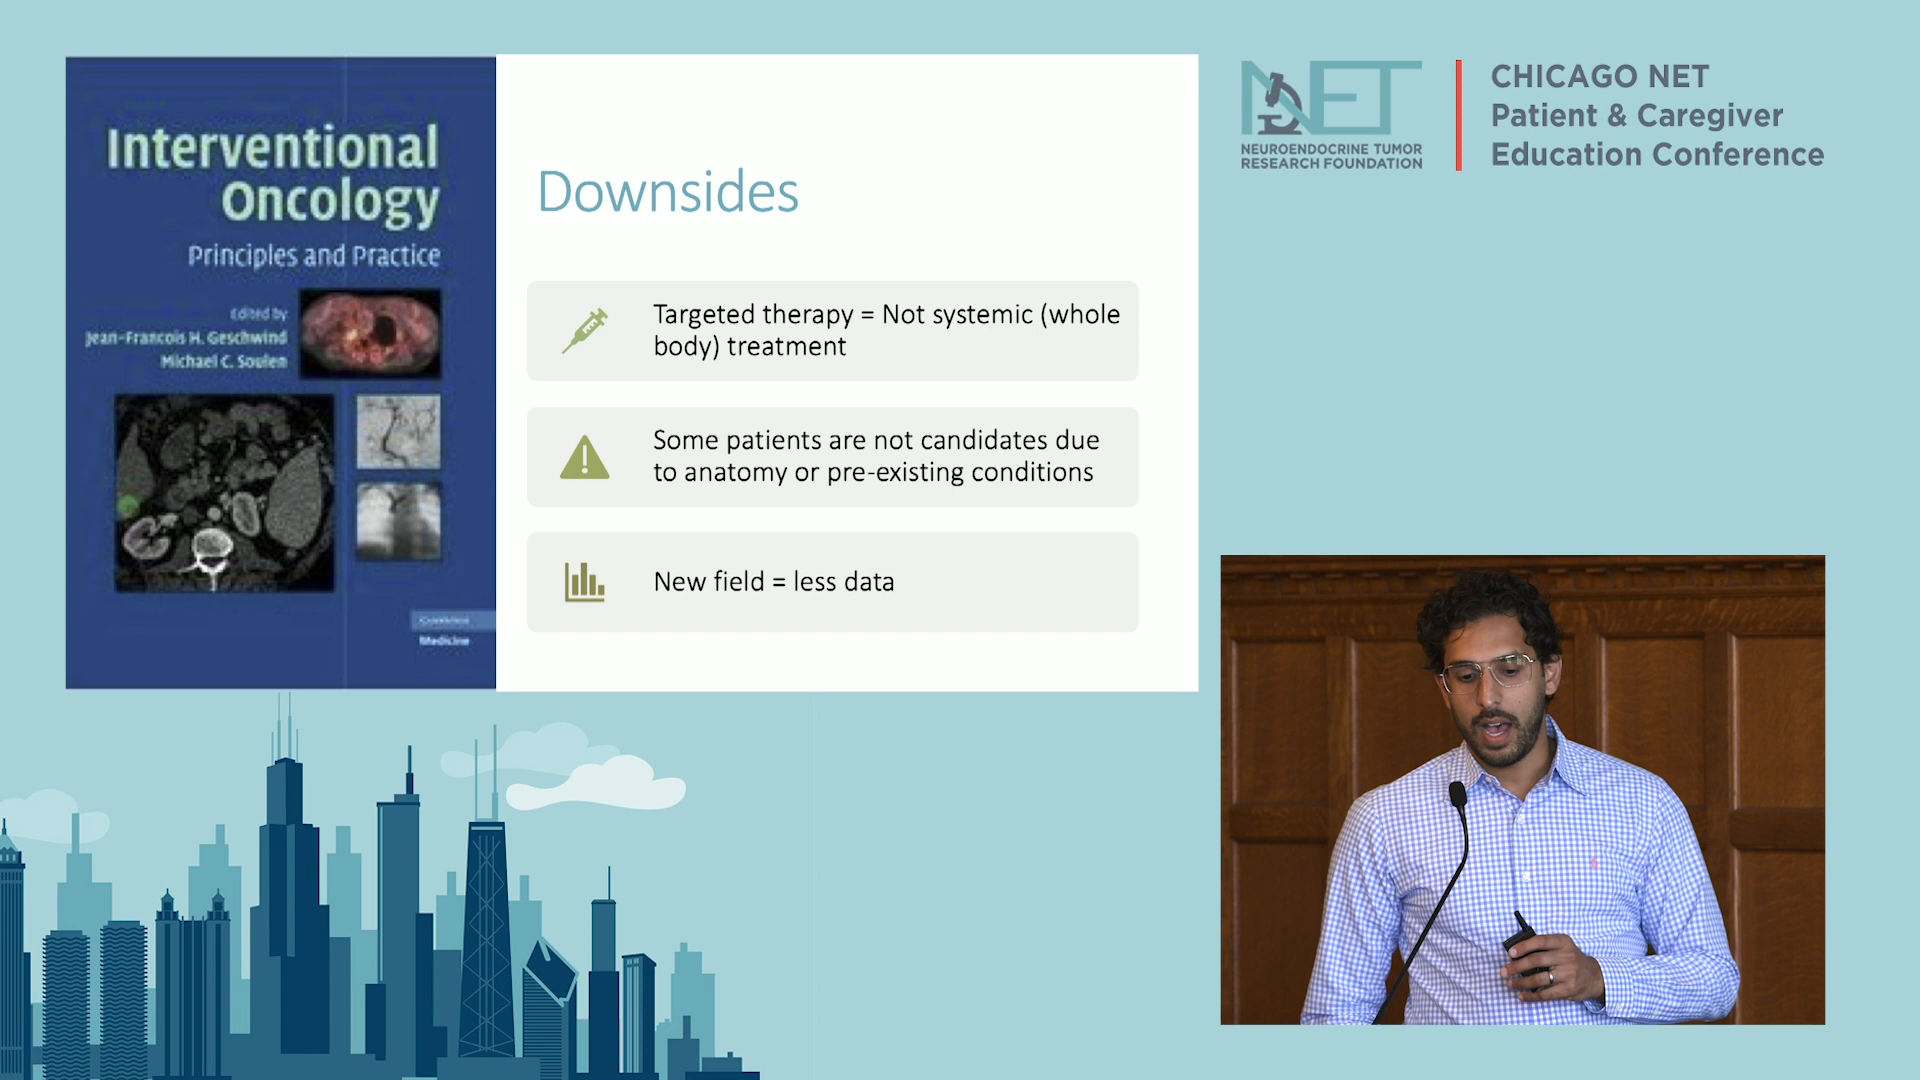 Interventional
Oncology
Principles and Practice
Edited by
Jean-Francois H. Geschwind
Michael C. Soulen
Medicine
Downsides
Targeted therapy = Not systemic (whole
body) treatment
Some patients are not candidates due
to anatomy or pre-existing conditions
New field = less data
NET
NEUROENDOCRINE TUMOR
RESEARCH FOUNDATION
CHICAGO NET
Patient & Caregiver
Education Conference